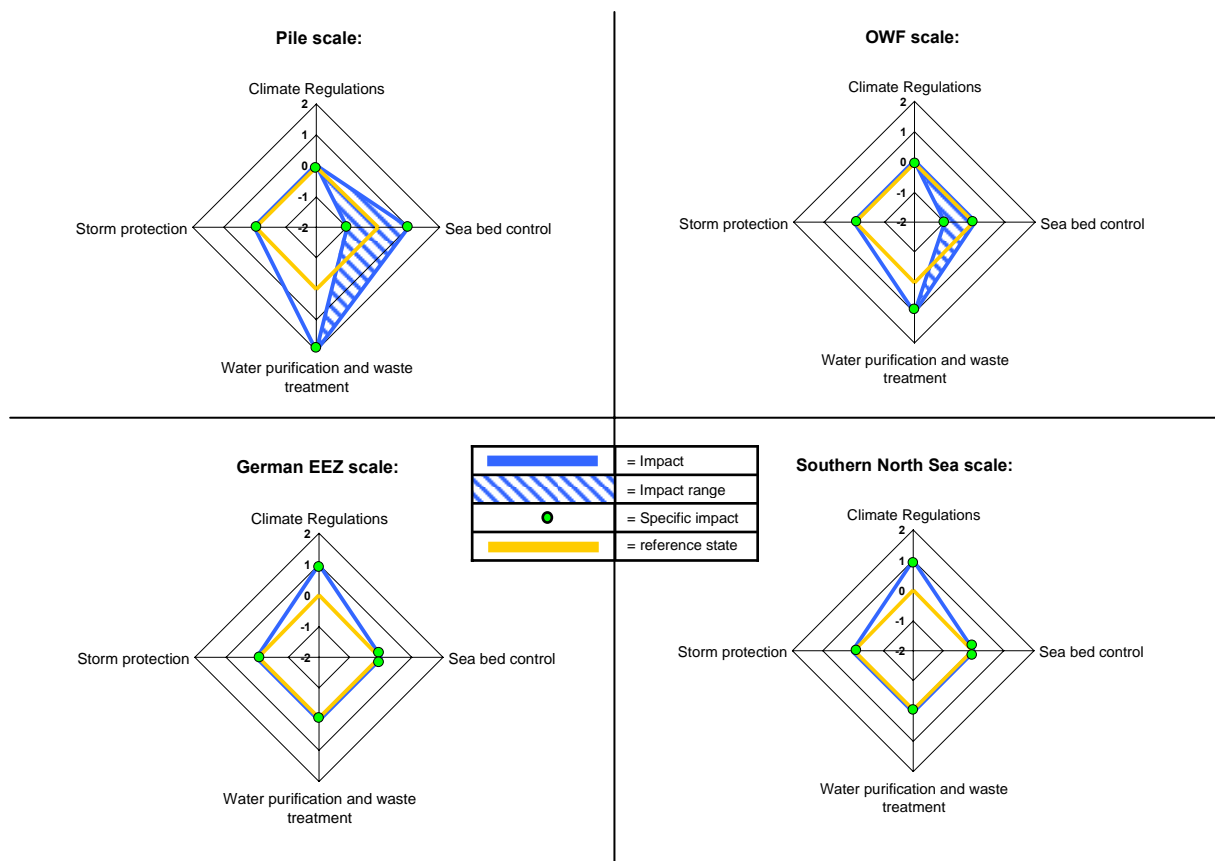 Pile scale:
Climate Regulations
2
1
0
-1
-2
Storm protection
Sea bed control
Water purification and waste
treatment
OWF scale:
Climate Regulations
2
1
0
-1
-2
Storm protection
Sea bed control
Water purification and waste
treatment
= Impact
= Impact range
= Specific impact
= reference state
German EEZ scale:
Climate Regulations
2
1
0
-1
-2
Storm protection
Sea bed control
Water purification and waste
treatment
Southern North Sea scale:
Climate Regulations
2
1
0
-1
-2
Storm protection
Sea bed control
Water purification and waste
treatment